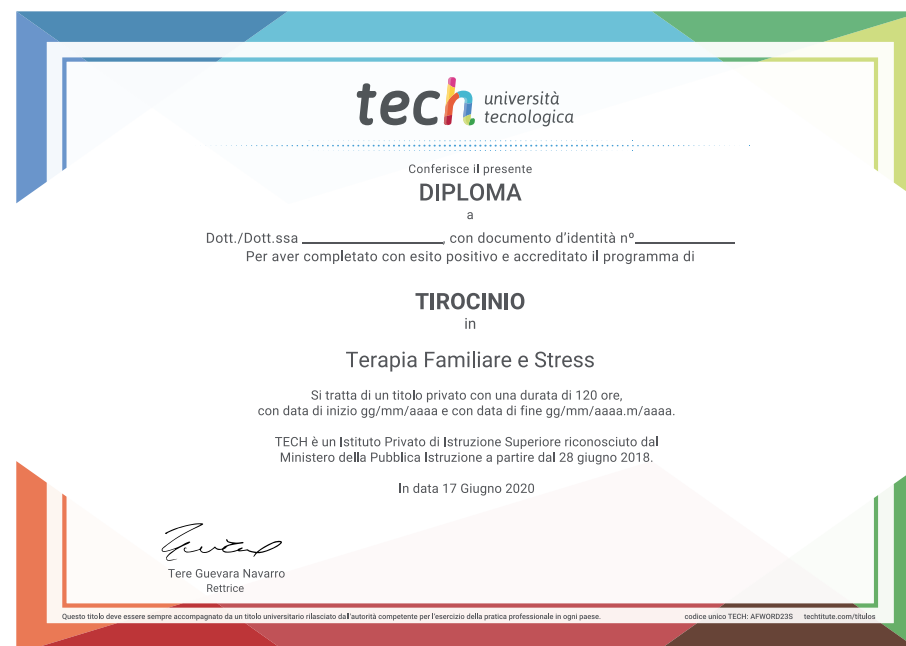 tech università
tecnologica
Conferisce il presente
DIPLOMA
a
Dott./Dott.ssa ________________, con documento d'identità nº____________
Per aver completato con esito positivo e accreditato il programma di
TIROCINIO
in
Terapia Familiare e Stress
Si tratta di un titolo privato con una durata di 120 ore,
con data di inizio gg/mm/aaaa e con data di fine gg/mm/aaaa.m/aaaa.
TECH è un Istituto Privato di Istruzione Superiore riconosciuto dal
Ministero della Pubblica Istruzione a partire dal 28 giugno 2018.
In data 17 Giugno 2020
Tere Guevara Navarro
Rettrice
Questo titolo deve essere sempre accompagnato da un titolo universitario rilasciato dall'autorità competente per l'esercizio della pratica professionale in ogni paese. codice unico TECH: AFWORD23S techtitute.com/titulos